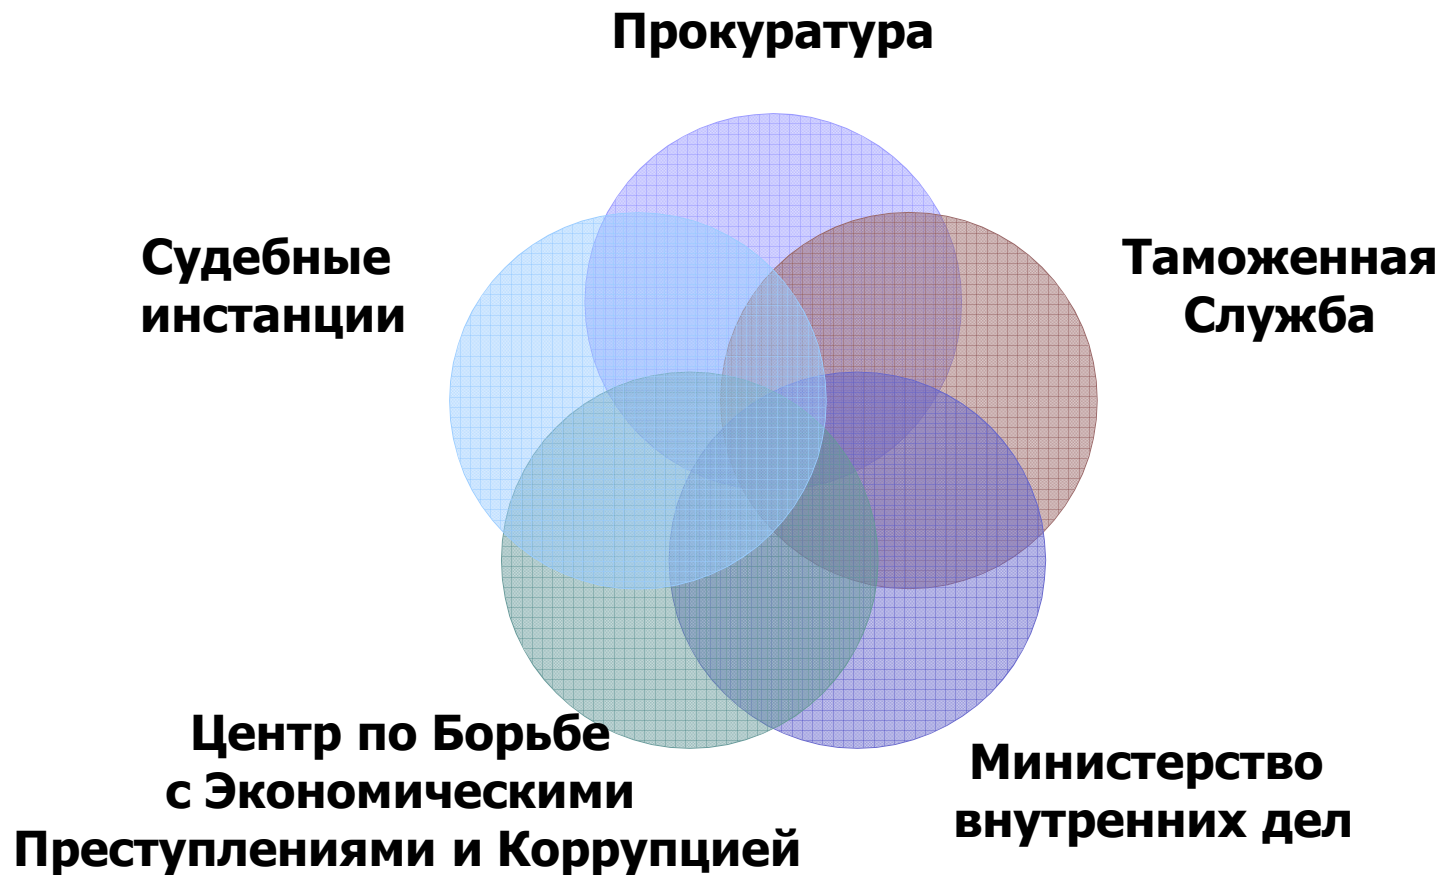 Прокуратура
Судебные
инстанции
Таможенная
Служба
Центр по Борьбе
с Экономическими
Преступлениями и Коррупцией
Министерство
внутренних дел